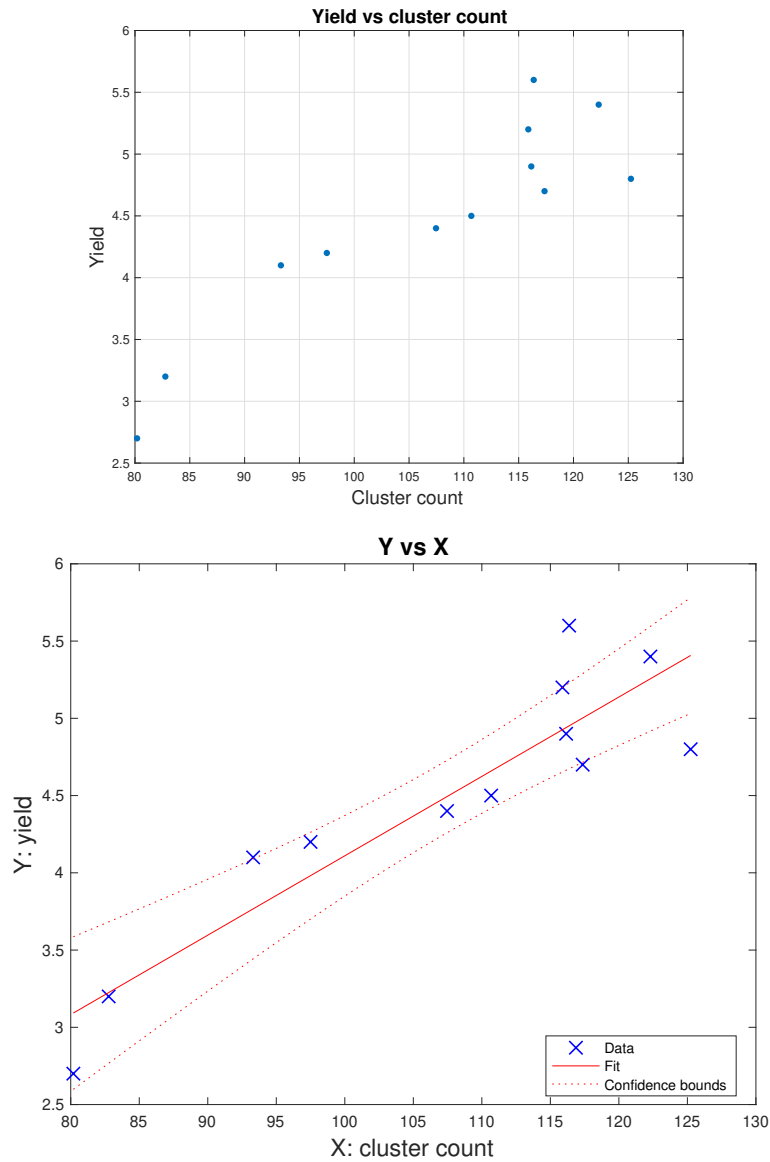 Yield vs cluster count
6
5.5
5
4.5
4
3.5
3
2.5
Yield
80 85 90 95 100 105 110 115 120 125 130
Cluster count
Y vs X
6
5.5
5
4.5
4
3.5
3
2.5
Y: yield
Data
Fit
Confidence bounds
80 85 90 95 100 105 110 115 120 125 130
X: cluster count